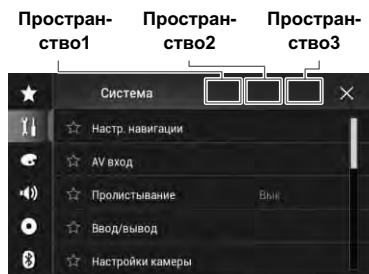 Простран-
ство1
Простран-
ство2
Простран-
ство3
Система
Настр. навигации
AV вход
Пролистывание Вык
Ввод/вывод
Настройки камеры